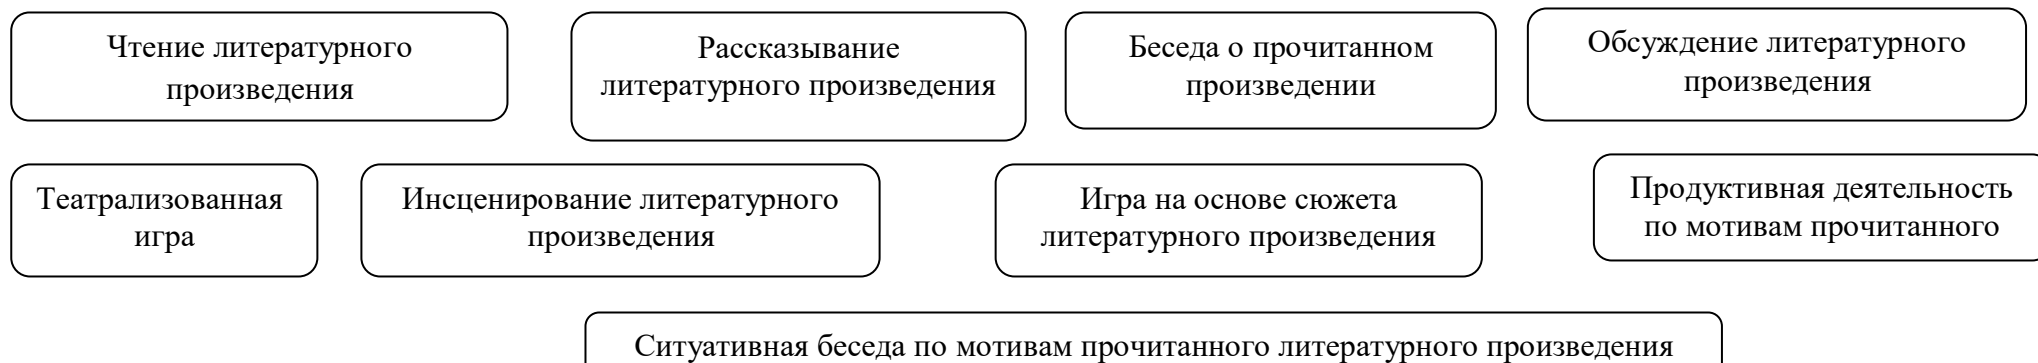 Чтение литературного
произведения
Рассказывание
литературного произведения
Беседа о прочитанном
произведении
Обсуждение литературного
произведения
Театрализованная
игра
Инсценирование литературного
произведения
Игра на основе сюжета
литературного произведения
Продуктивная деятельность
по мотивам прочитанного
Ситуативная беседа по мотивам прочитанного литературного произведения